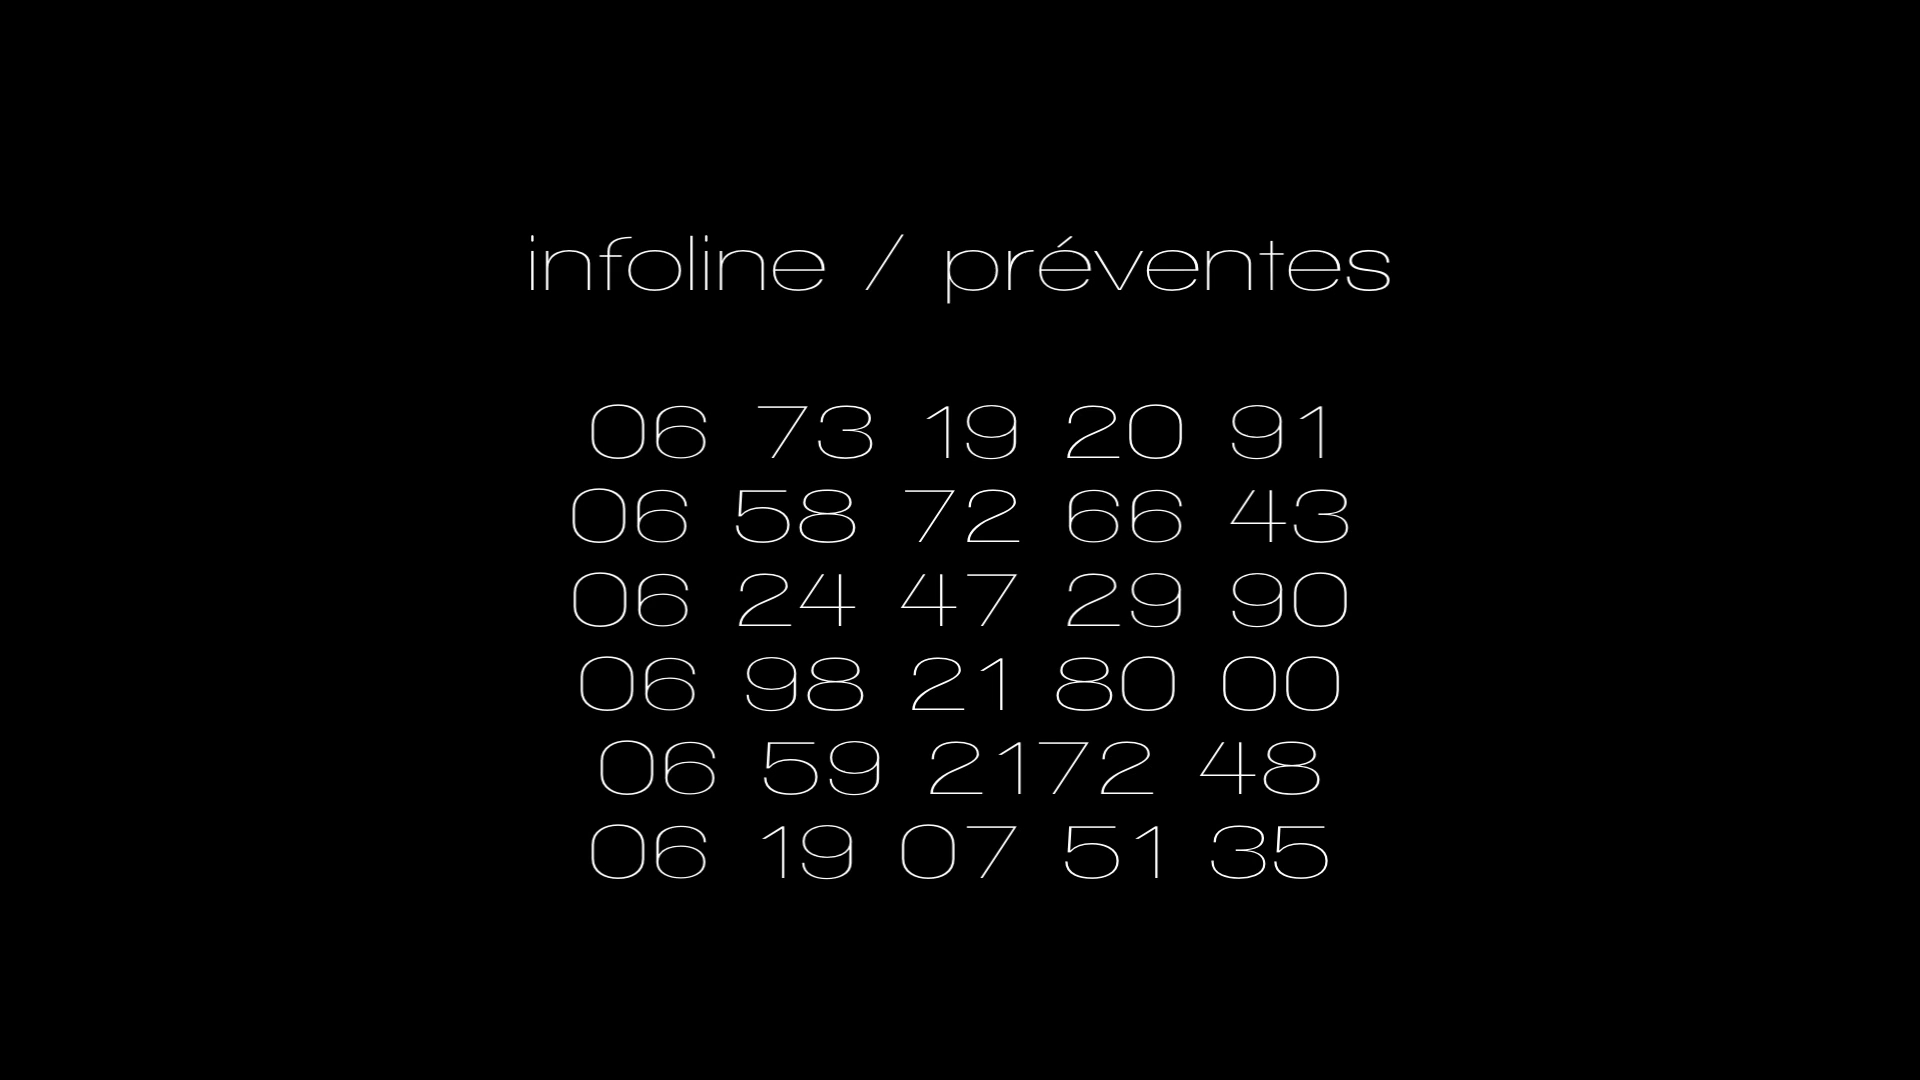 infoline / préventes
06 73 19 20 91
06 58 72 66 43
06 24 47 29 90
06 98 21 80 00
06 59 2172 48
06 19 07 51 35